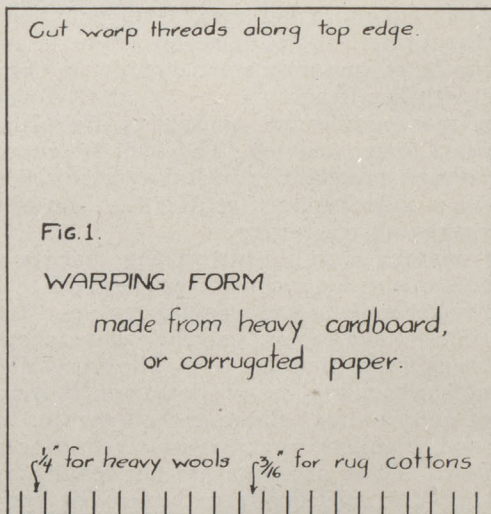 Cut warp threads along top edge.
FIG.1.
WARPING FORM
made from heavy cardboard,
or corrugated paper.
1/4" for heavy wools 3/16" for rug cottons